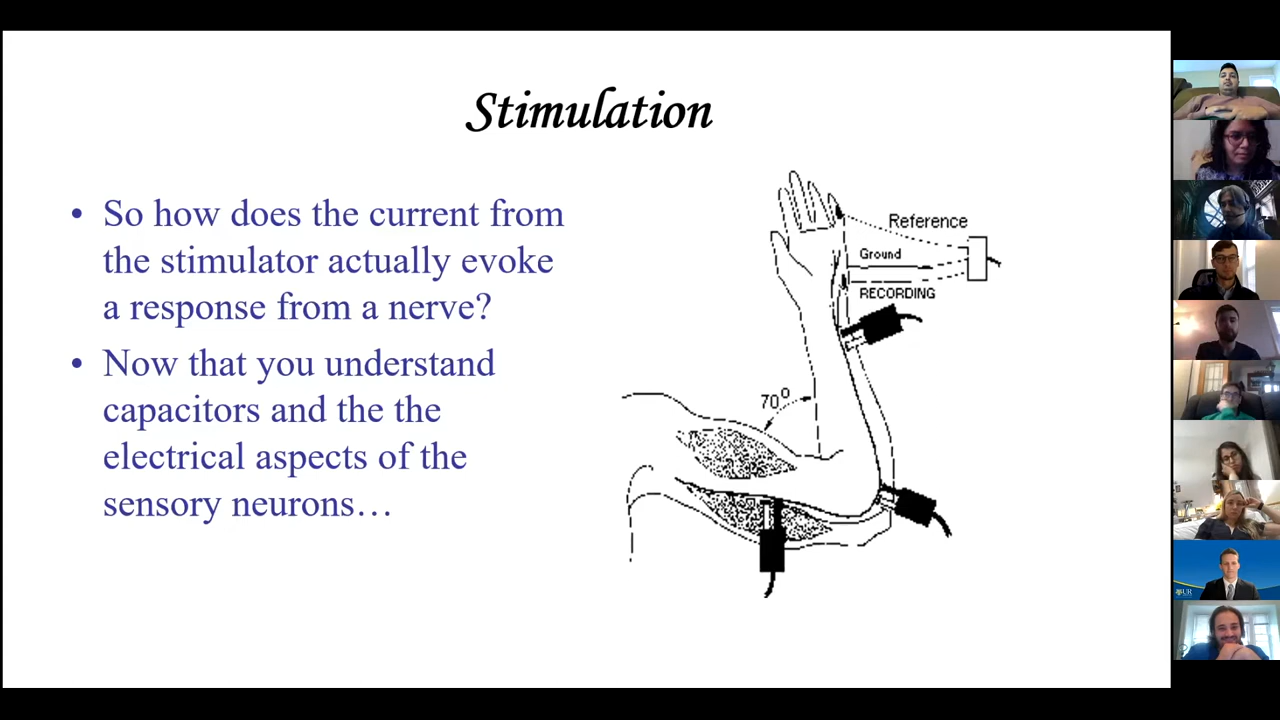 Stimulation
• So how does the current from
the stimulator actually evoke
a response from a nerve?
• Now that you understand
capacitors and the the
electrical aspects of the
sensory neurons…
Reference
Ground
RECORDING
70°
UR